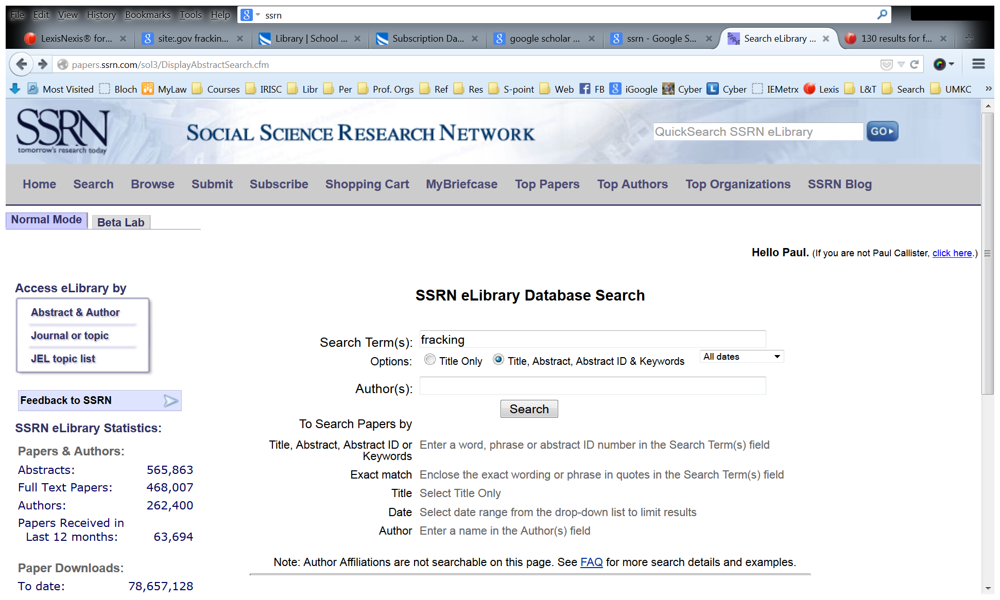 File Edit View History Bookmarks Tools Help ssrn
LexisNexis® for... site:.gov frackin... Library | School ... Subscription Da... google scholar ... ssrn - Google S... Search eLibrary ... 130 results for f...
papers.ssrn.com/sol3/DisplayAbstractSearch.cfm
Most Visited Bloch MyLaw Courses IRISC Libr Per Prof. Orgs Ref Res S-point Web FB iGoogle Cyber Cyber IEMetrx Lexis L&T Search UMKC »
SSRN
tomorrow's research today
SOCIAL SCIENCE RESEARCH NETWORK
QuickSearch SSRN eLibrary GO
Home Search Browse Submit Subscribe Shopping Cart MyBriefcase Top Papers Top Authors Top Organizations SSRN Blog
Normal Mode Beta Lab
Hello Paul. (If you are not Paul Callister, click here.)
Access eLibrary by
Abstract & Author
Journal or topic
JEL topic list
Feedback to SSRN
SSRN eLibrary Statistics:
Papers & Authors:
Abstracts: 565,863
Full Text Papers: 468,007
Authors: 262,400
Papers Received in
Last 12 months: 63,694
Paper Downloads:
To date: 78,657,128
SSRN eLibrary Database Search
Search Term(s): fracking
Options: Title Only Title, Abstract, Abstract ID & Keywords All dates
Author(s):
Search
To Search Papers by
Title, Abstract, Abstract ID or Enter a word, phrase or abstract ID number in the Search Term(s) field
Keywords
Exact match Enclose the exact wording or phrase in quotes in the Search Term(s) field
Title Select Title Only
Date Select date range from the drop-down list to limit results
Author Enter a name in the Author(s) field
Note: Author Affiliations are not searchable on this page. See FAQ for more search details and examples.